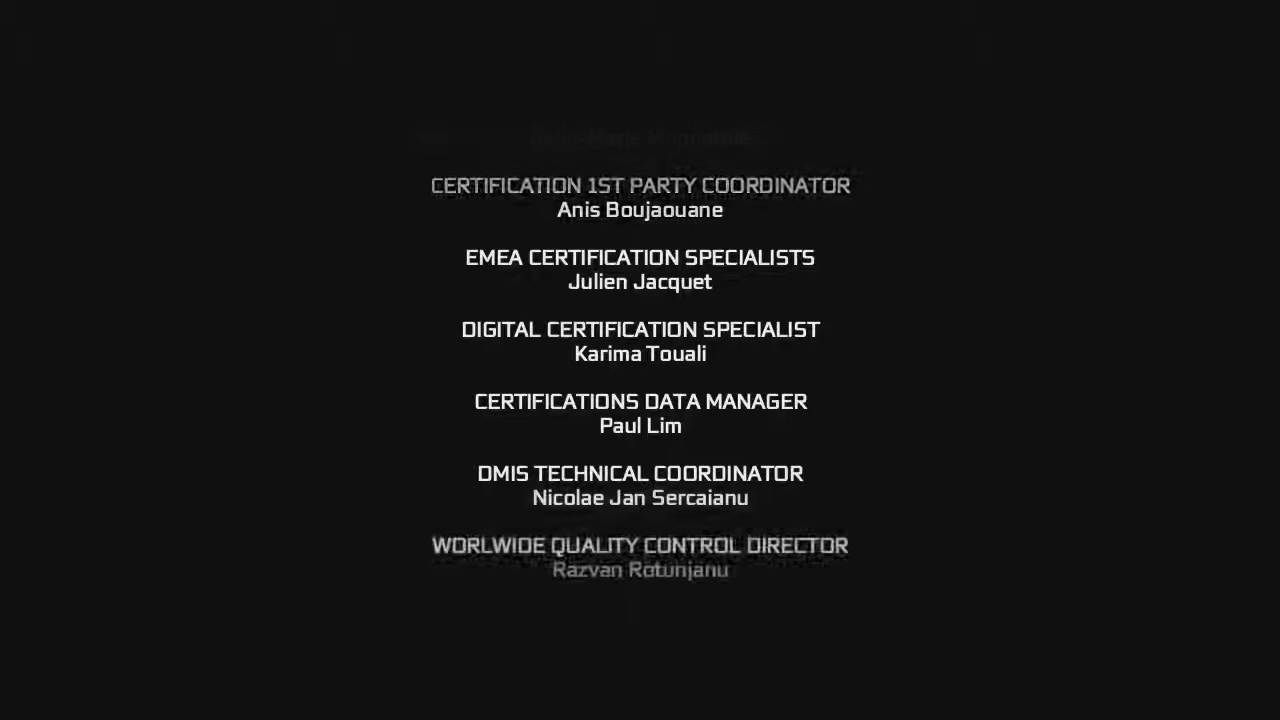 CERTIFICATION 1ST PARTY COORDINATOR
Anis Boujaouane
EMEA CERTIFICATION SPECIALISTS
Julien Jacquet
DIGITAL CERTIFICATION SPECIALIST
Karima Touali
CERTIFICATIONS DATA MANAGER
Paul Lim
DMIS TECHNICAL COORDINATOR
Nicolae Jan Sercaianu
WORLWIDE QUALITY CONTROL DIRECTOR
Razvan Rotunjanu